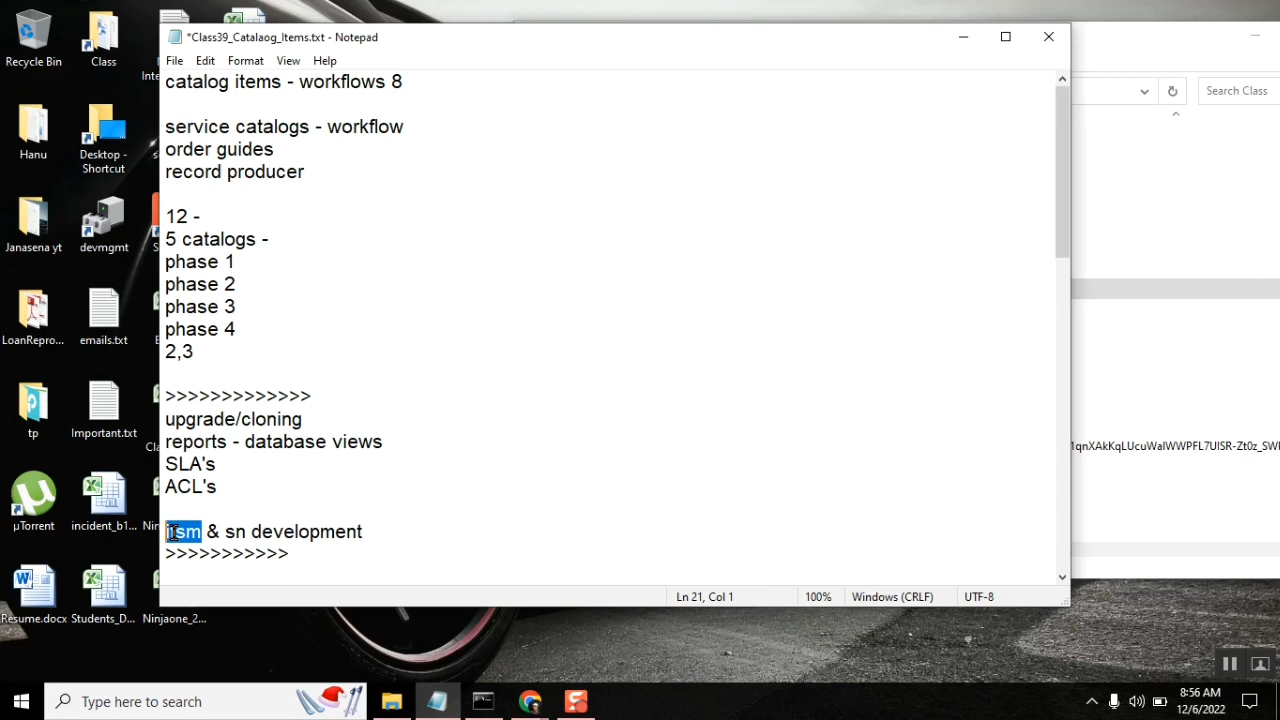 Recycle Bin
Class
Inte
Hanu
Desktop -
Shortcut
Janasena yt
devmgmt
LoanRepro...
emails.txt
tp
Important.txt
Cla
µTorrent
incident_b1...
Nin
Resume.docx
Students_D...
Ninjaone_2...
*Class39_Catalaog_Items.txt - Notepad
File Edit Format View Help
catalog items - workflows 8
service catalogs - workflow
order guides
record producer
12 -
5 catalogs -
phase 1
phase 2
phase 3
phase 4
2,3
>>>>>>>>>>>>>
upgrade/cloning
reports - database views
SLA's
ACL's
itsm & sn development
>>>>>>>>>>>
Ln 21, Col 1
100%
Windows (CRLF)
UTF-8
Search Class
Type here to search
8:56 AM
12/6/2022